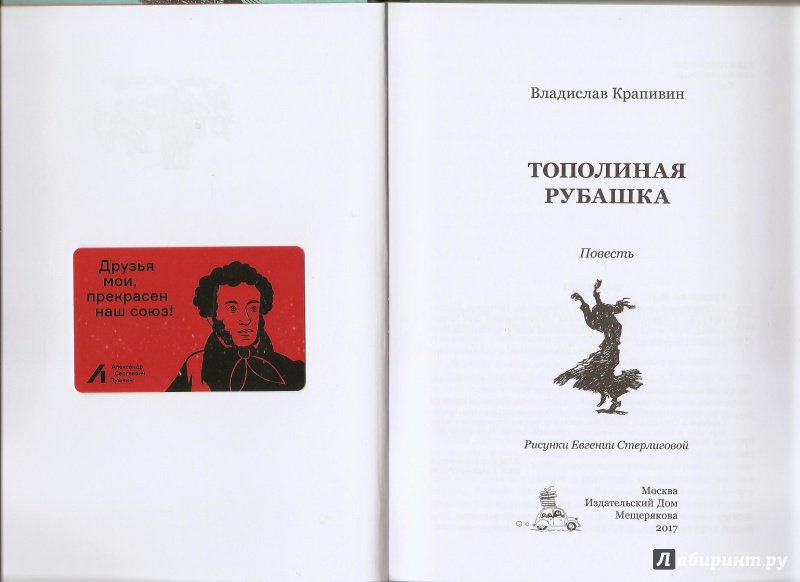 Друзья
мои,
прекрасен
наш союз!
Александр
Сергеевич
Пушкин
Владислав Крапивин
ТОПОЛИНАЯ
РУБАШКА
Повесть
Рисунки Евгении Стерлиговой
Москва
Издательский Дом
Мещерякова
2017
Лабиринт.ру